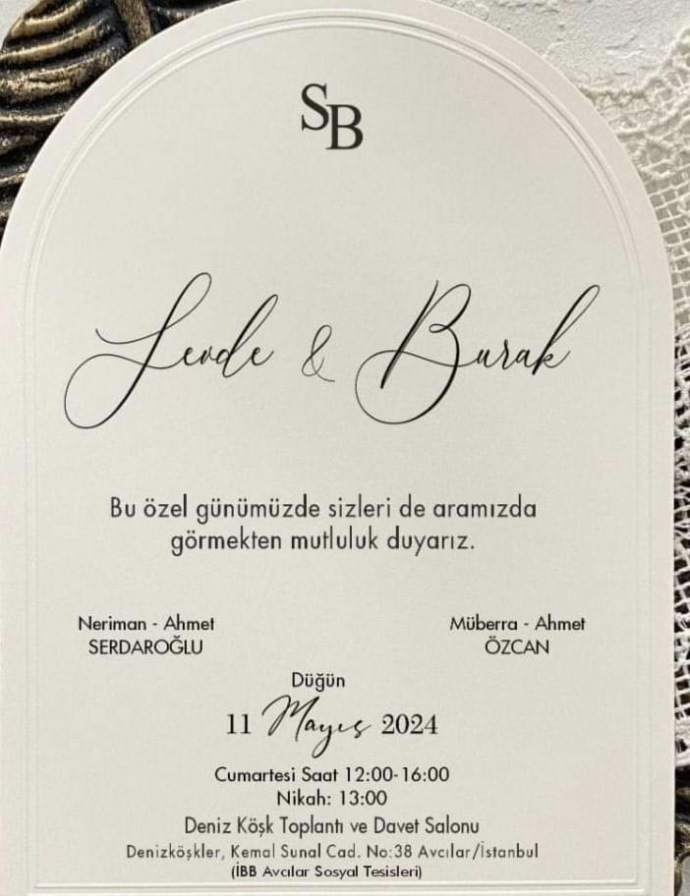 SB
Sevde & Burak
Bu özel günümüzde sizleri de aramızda
görmekten mutluluk duyarız.
Neriman - Ahmet
SERDAROĞLU
Müberra - Ahmet
ÖZCAN
Düğün
11 Mayıs 2024
Cumartesi Saat 12:00-16:00
Nikah: 13:00
Deniz Köşk Toplantı ve Davet Salonu
Denizköşkler, Kemal Sunal Cad. No:38 Avcılar/İstanbul
(İBB Avcılar Sosyal Tesisleri)